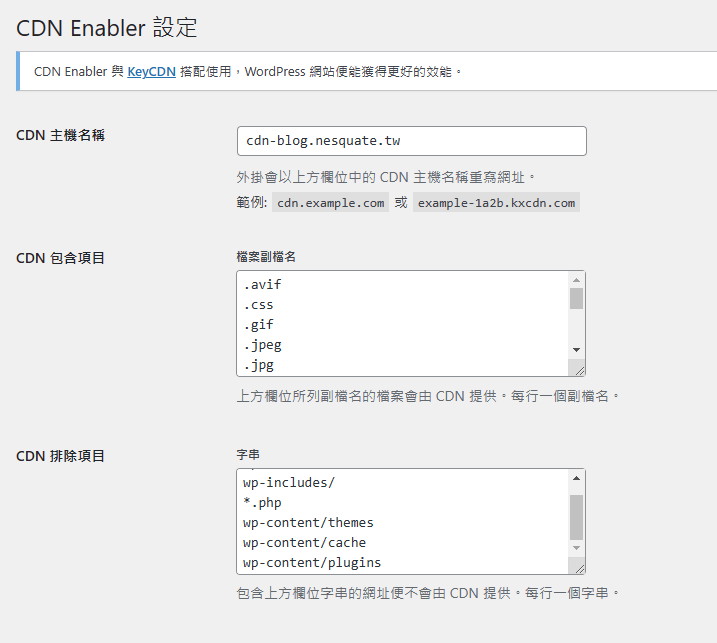 CDN Enabler 設定
CDN Enabler 與 KeyCDN 搭配使用，WordPress 網站便能獲得更好的效能。
CDN 主機名稱
cdn-blog.nesquate.tw
外掛會以上方欄位中的 CDN 主機名稱重寫網址。
範例: cdn.example.com 或 example-1a2b.kxcdn.com
CDN 包含項目
檔案副檔名
.avif
.css
.gif
.jpeg
.jpg
上方欄位所列副檔名的檔案會由 CDN 提供。每行一個副檔名。
CDN 排除項目
字串
wp-includes/
*.php
wp-content/themes
wp-content/cache
wp-content/plugins
包含上方欄位字串的網址便不會由 CDN 提供。每行一個字串。